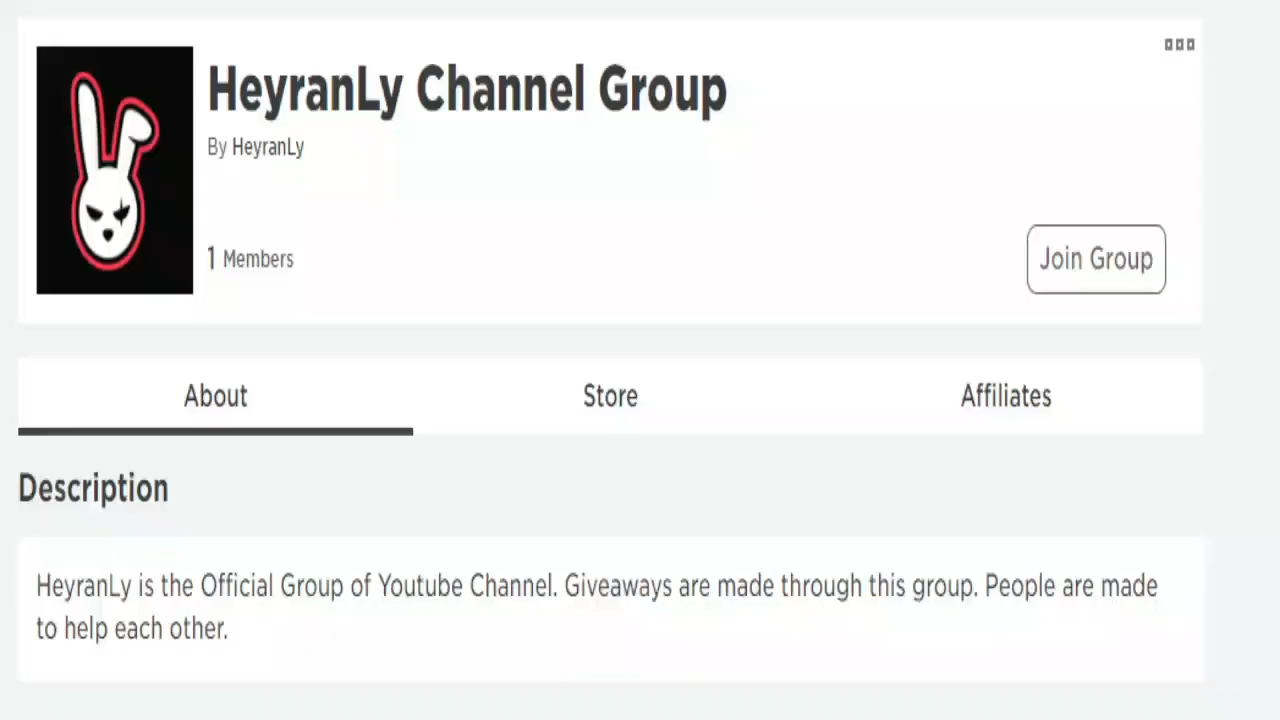 HeyranLy Channel Group
By HeyranLy
1 Members
Join Group
About
Store
Affiliates
Description
HeyranLy is the Official Group of Youtube Channel. Giveaways are made through this group. People are made
to help each other.